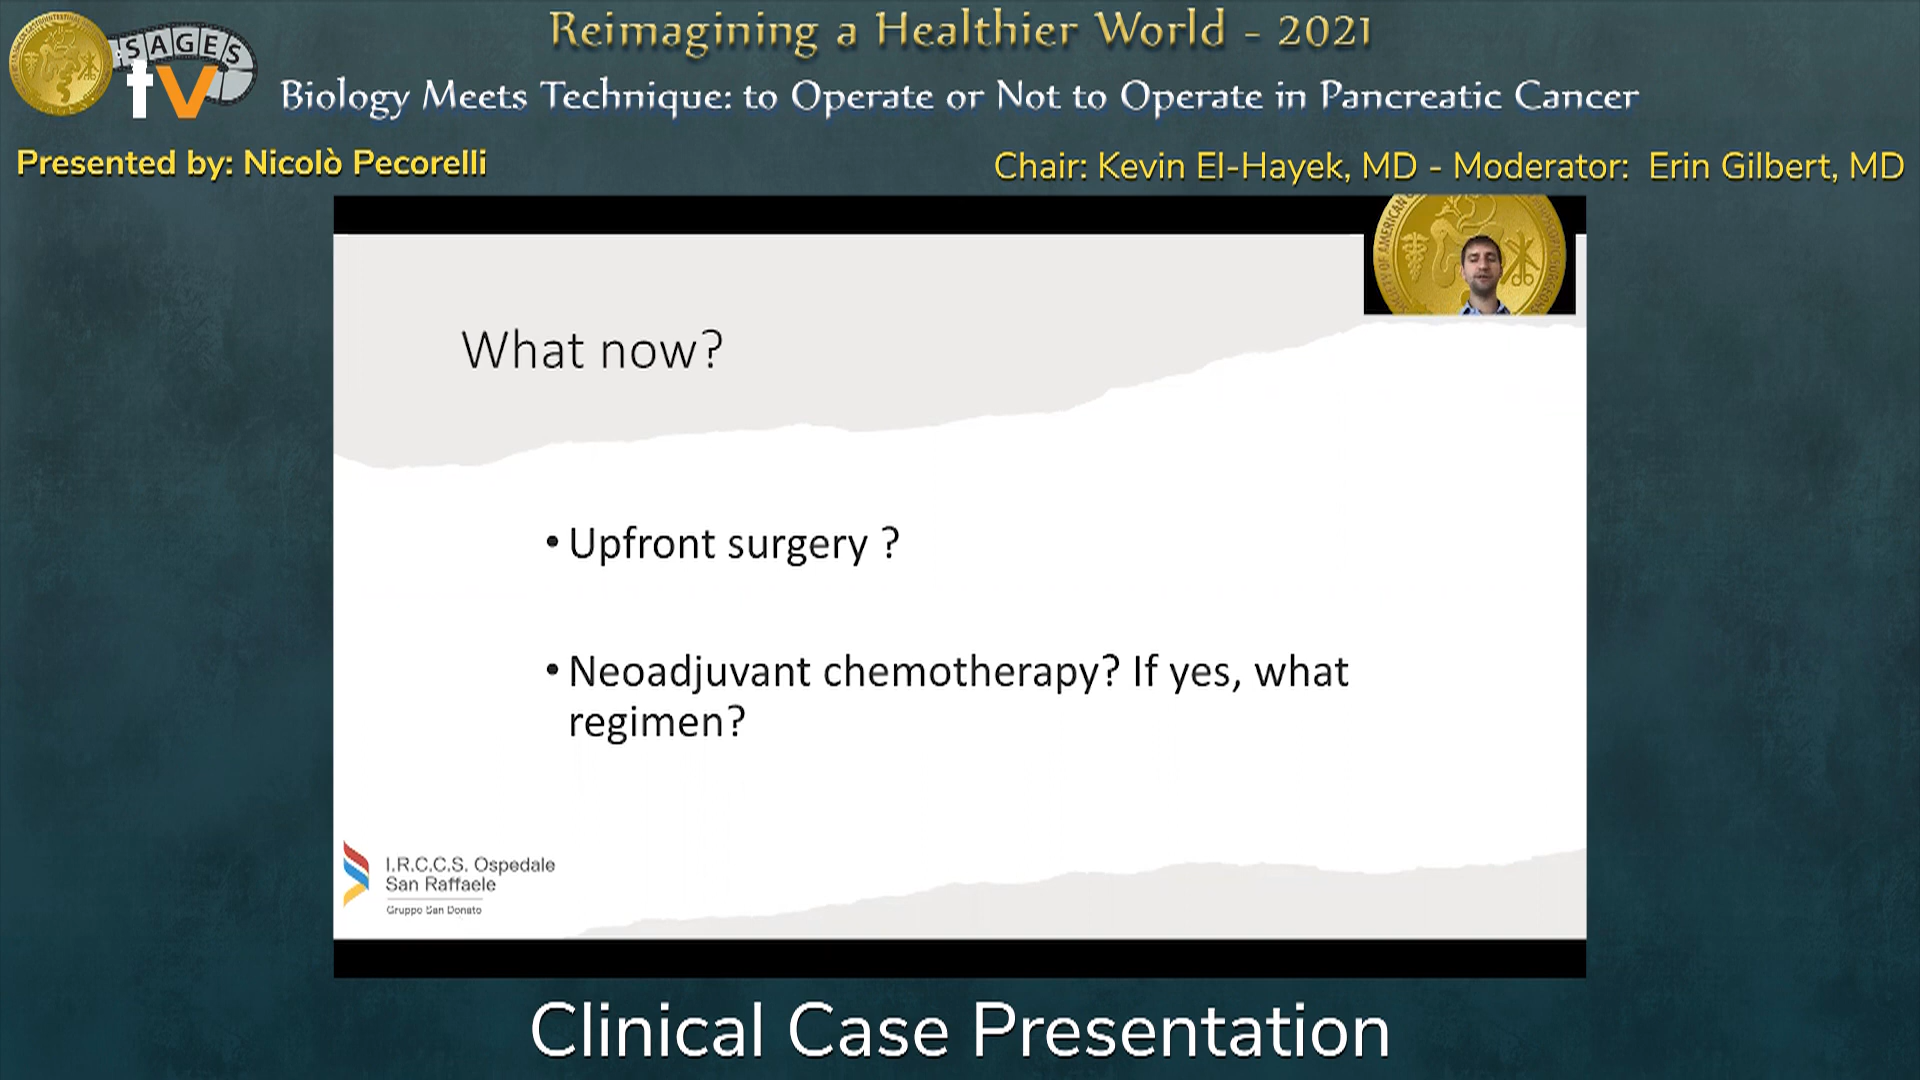 Reimagining a Healthier World - 2021
SAGES
tv
Biology Meets Technique: to Operate or Not to Operate in Pancreatic Cancer
Presented by: Nicolò Pecorelli
Chair: Kevin El-Hayek, MD - Moderator: Erin Gilbert, MD
What now?
• Upfront surgery ?
• Neoadjuvant chemotherapy? If yes, what
regimen?
I.R.C.C.S. Ospedale
San Raffaele
Gruppo San Donato
Clinical Case Presentation